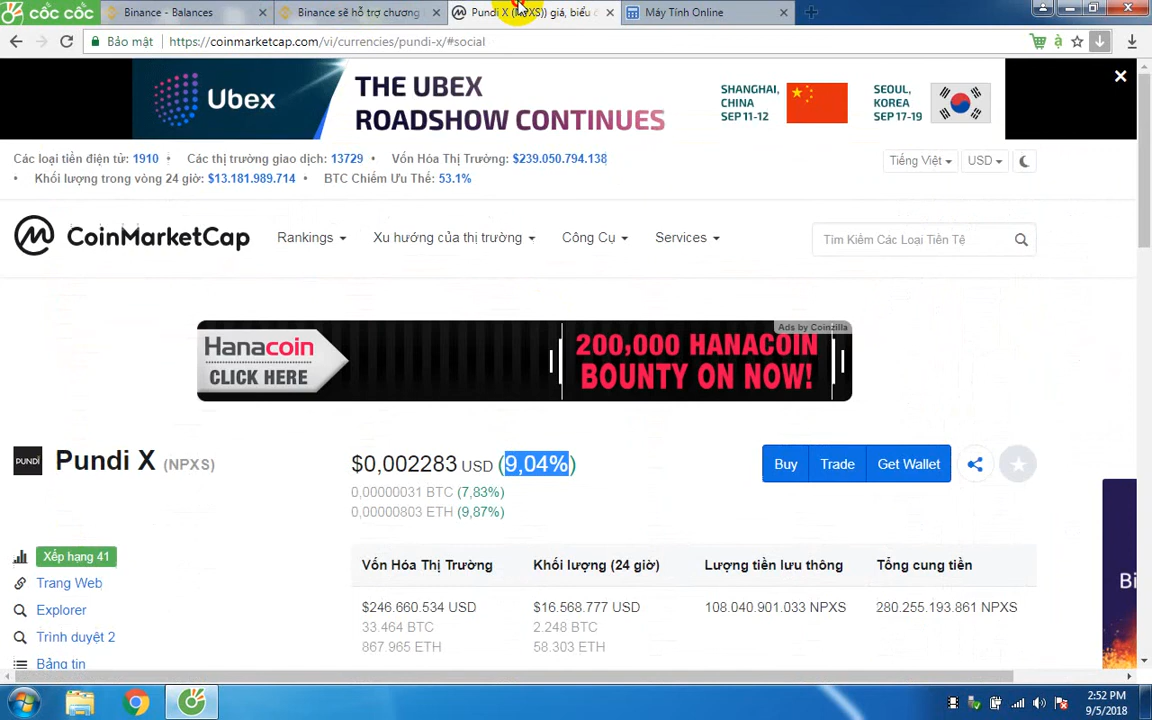 cốc cốc
Binance - Balances
Binance sẽ hỗ trợ chương
Pundi X (NPXS)) giá, biểu
Máy Tính Online
Bảo mật
https://coinmarketcap.com/vi/currencies/pundi-x/#social
Ubex
THE UBEX
ROADSHOW CONTINUES
SHANGHAI,
CHINA
SEP 11-12
SEOUL,
KOREA
SEP 17-19
Các loại tiền điện tử: 1910 • Các thị trường giao dịch: 13729 • Vốn Hóa Thị Trường: $239.050.794.138
• Khối lượng trong vòng 24 giờ: $13.181.989.714 • BTC Chiếm Ưu Thế: 53.1%
Tiếng Việt
USD
CoinMarketCap
Rankings
Xu hướng của thị trường
Công Cụ
Services
Tìm Kiếm Các Loại Tiền Tệ
Ads by Coinzilla
Hanacoin
CLICK HERE
200,000 HANACOIN
BOUNTY ON NOW!
PUNDI
Pundi X (NPXS)
$0,002283 USD (9,04%)
0,00000031 BTC (7,83%)
0,00000803 ETH (9,87%)
Buy
Trade
Get Wallet
Xếp hạng 41
Trang Web
Explorer
Trình duyệt 2
Bảng tin
Vốn Hóa Thị Trường
Khối lượng (24 giờ)
Lượng tiền lưu thông
Tổng cung tiền
$246.660.534 USD
$16.568.777 USD
108.040.901.033 NPXS
280.255.193.861 NPXS
33.464 BTC
2.248 BTC
867.965 ETH
58.303 ETH
Bi
2:52 PM
9/5/2018